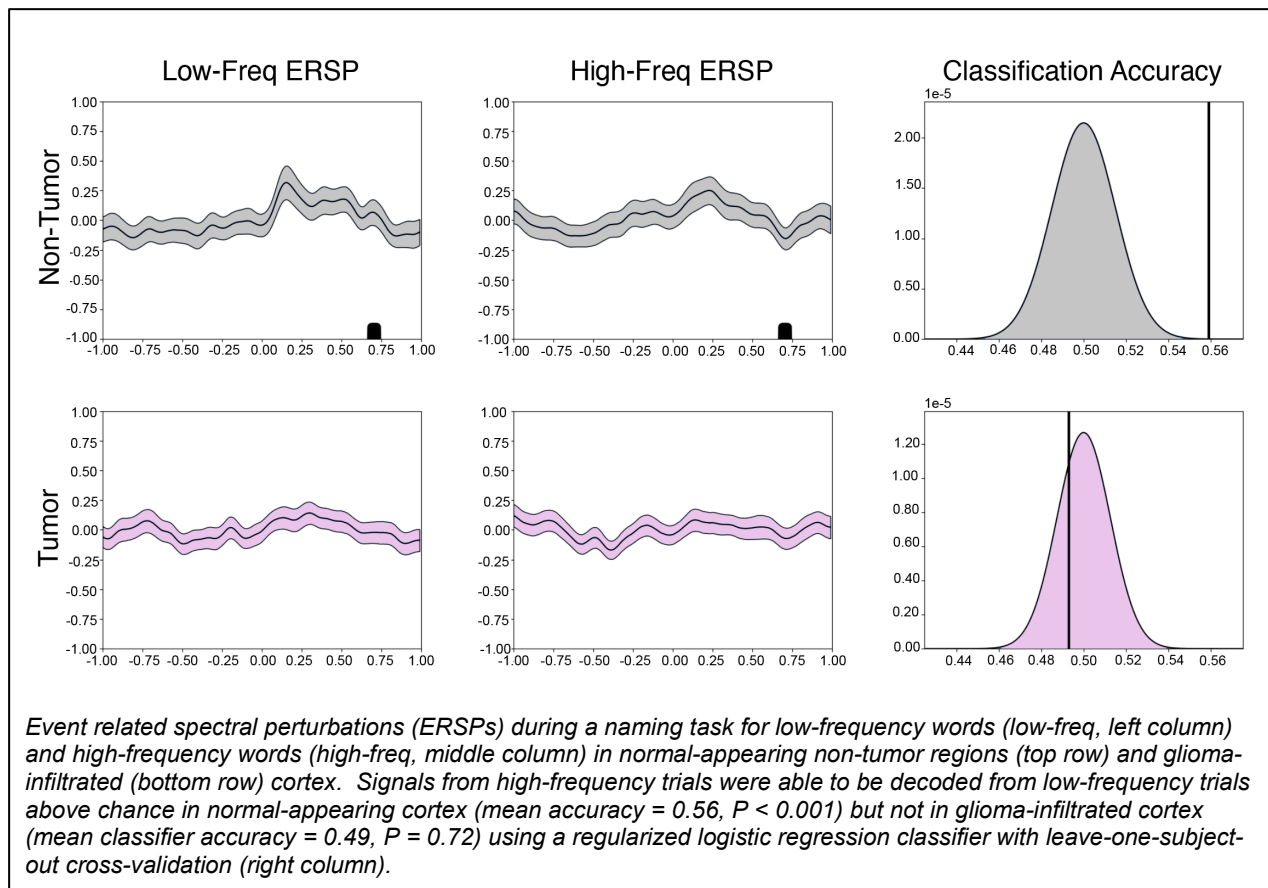 Low-Freq ERSP High-Freq ERSP Classification Accuracy
Non-Tumor
1.00 0.75 0.50 0.25 0.00 -0.25 -0.50 -0.75 -1.00
-1.00 -0.75 -0.50 -0.25 0.00 0.25 0.50 0.75 1.00
1.00 0.75 0.50 0.25 0.00 -0.25 -0.50 -0.75 -1.00
-1.00 -0.75 -0.50 -0.25 0.00 0.25 0.50 0.75 1.00
1e-5
2.00 1.50 1.00 0.50 0.00
0.44 0.46 0.48 0.50 0.52 0.54 0.56
Tumor
1.00 0.75 0.50 0.25 0.00 -0.25 -0.50 -0.75 -1.00
-1.00 -0.75 -0.50 -0.25 0.00 0.25 0.50 0.75 1.00
1.00 0.75 0.50 0.25 0.00 -0.25 -0.50 -0.75 -1.00
-1.00 -0.75 -0.50 -0.25 0.00 0.25 0.50 0.75 1.00
1e-5
1.20 1.00 0.80 0.60 0.40 0.20 0.00
0.44 0.46 0.48 0.50 0.52 0.54 0.56
Event related spectral perturbations (ERSPs) during a naming task for low-frequency words (low-freq, left column)
and high-frequency words (high-freq, middle column) in normal-appearing non-tumor regions (top row) and glioma-
infiltrated (bottom row) cortex. Signals from high-frequency trials were able to be decoded from low-frequency trials
above chance in normal-appearing cortex (mean accuracy = 0.56, P < 0.001) but not in glioma-infiltrated cortex
(mean classifier accuracy = 0.49, P = 0.72) using a regularized logistic regression classifier with leave-one-subject-
out cross-validation (right column).